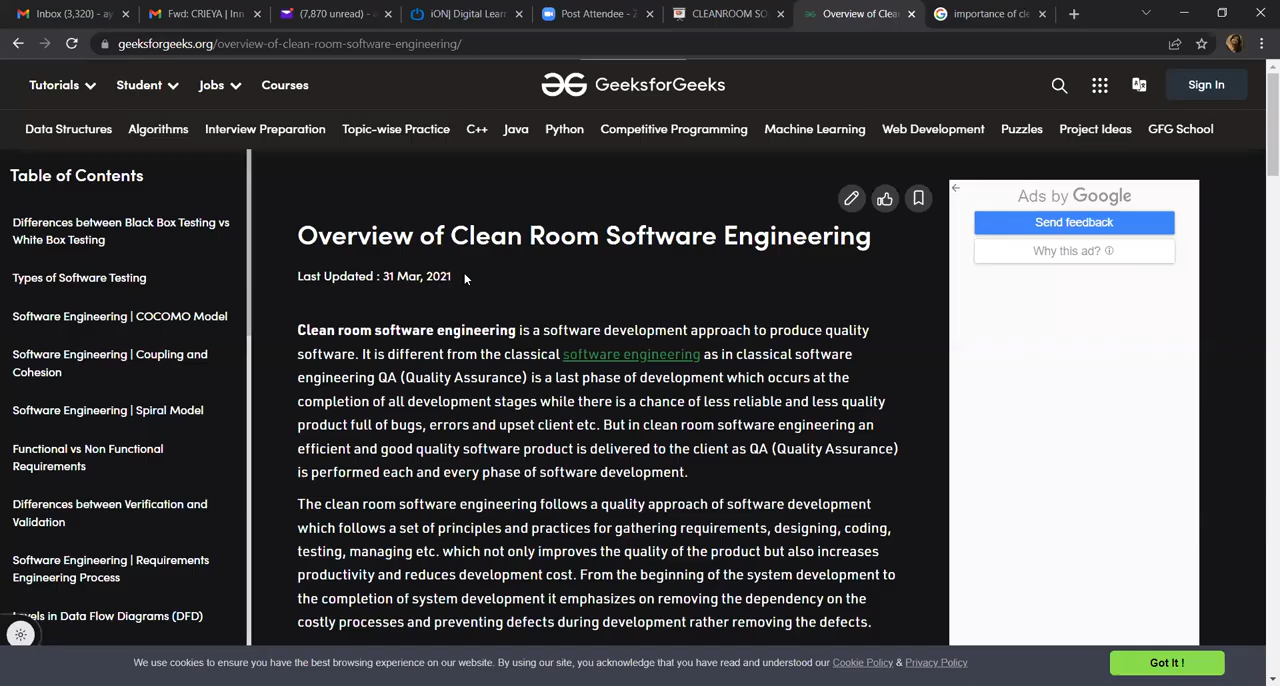 Inbox (3,320) - ay
Fwd: CRIEYA | Inn
(7,870 unread) - a
iON| Digital Lear
Post Attendee - Z
CLEANROOM SO
Overview of Clea
importance of cle
geeksforgeeks.org/overview-of-clean-room-software-engineering/
Tutorials
Student
Jobs
Courses
GeeksforGeeks
Sign In
Data Structures
Algorithms
Interview Preparation
Topic-wise Practice
C++
Java
Python
Competitive Programming
Machine Learning
Web Development
Puzzles
Project Ideas
GFG School
Table of Contents
Differences between Black Box Testing vs
White Box Testing
Types of Software Testing
Software Engineering | COCOMO Model
Software Engineering | Coupling and
Cohesion
Software Engineering | Spiral Model
Functional vs Non Functional
Requirements
Differences between Verification and
Validation
Software Engineering | Requirements
Engineering Process
Levels in Data Flow Diagrams (DFD)
Overview of Clean Room Software Engineering
Last Updated : 31 Mar, 2021
Clean room software engineering is a software development approach to produce quality
software. It is different from the classical software engineering as in classical software
engineering QA (Quality Assurance) is a last phase of development which occurs at the
completion of all development stages while there is a chance of less reliable and less quality
product full of bugs, errors and upset client etc. But in clean room software engineering an
efficient and good quality software product is delivered to the client as QA (Quality Assurance)
is performed each and every phase of software development.
The clean room software engineering follows a quality approach of software development
which follows a set of principles and practices for gathering requirements, designing, coding,
testing, managing etc. which not only improves the quality of the product but also increases
productivity and reduces development cost. From the beginning of the system development to
the completion of system development it emphasizes on removing the dependency on the
costly processes and preventing defects during development rather removing the defects.
Ads by Google
Send feedback
Why this ad?
We use cookies to ensure you have the best browsing experience on our website. By using our site, you acknowledge that you have read and understood our Cookie Policy & Privacy Policy
Got It !